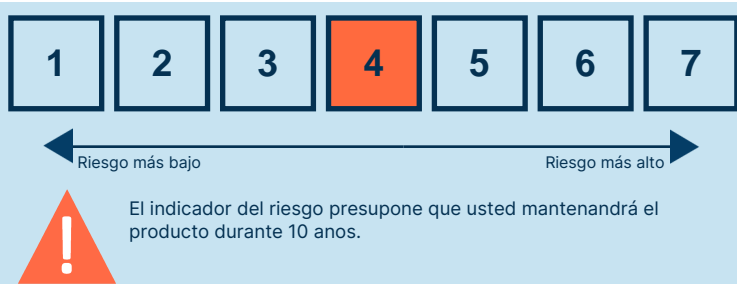 1 2 3 4 5 6 7
Riesgo más bajo Riesgo más alto
El indicador del riesgo presupone que usted mantenandrá el
producto durante 10 anos.
!